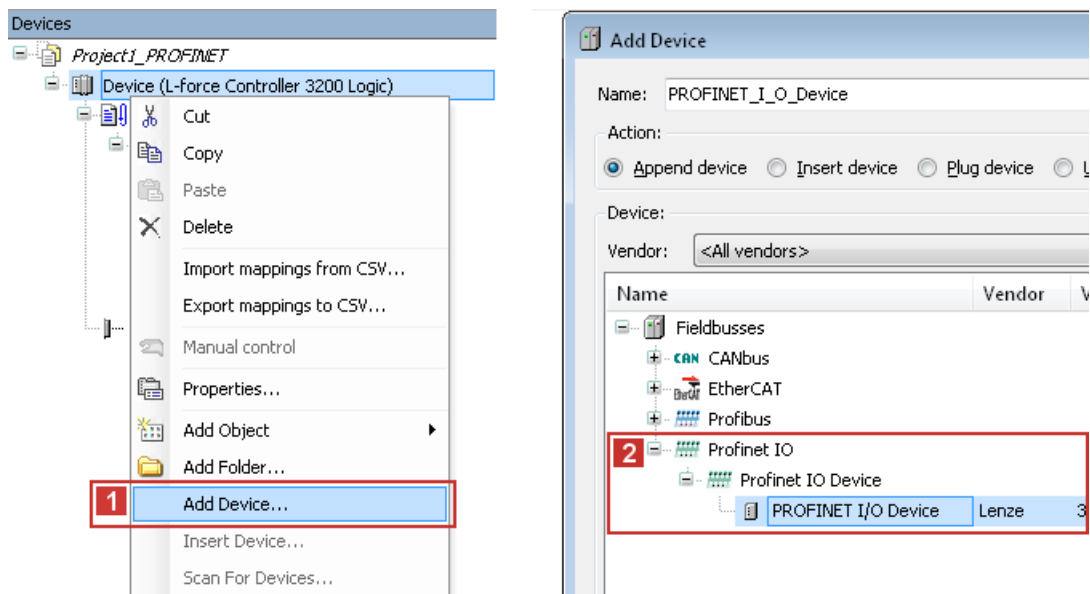 Devices
Project1_PROFINET
Device (L-force Controller 3200 Logic)
Cut
Copy
Paste
Delete
Import mappings from CSV...
Export mappings to CSV...
Manual control
Properties...
Add Object
Add Folder...
1 Add Device...
Insert Device...
Scan For Devices...
Add Device
Name: PROFINET_I_O_Device
Action:
Append device Insert device Plug device
Device:
Vendor: <All vendors>
Name Vendor
Fieldbusses
CAN CANbus
EtherCAT EtherCAT
Profibus
2 Profinet IO
Profinet IO Device
PROFINET I/O Device Lenze 3